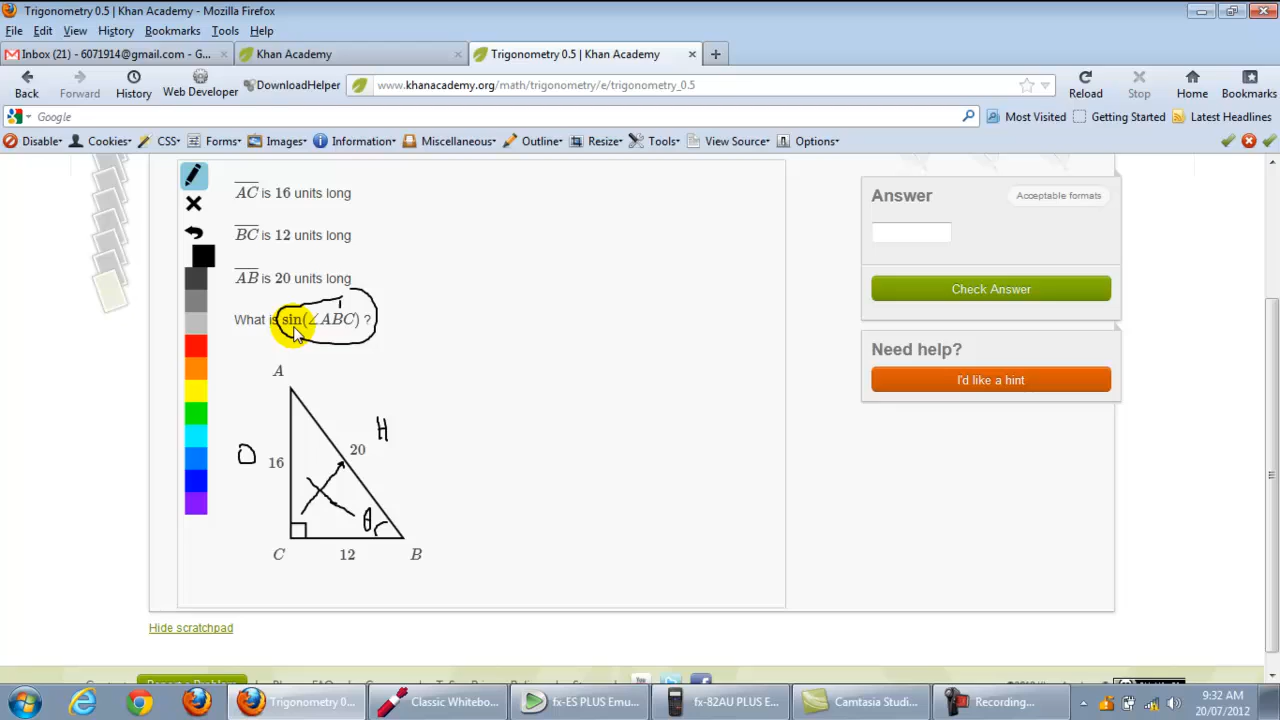 Trigonometry 0.5 | Khan Academy - Mozilla Firefox
File Edit View History Bookmarks Tools Help
Inbox (21) - 6071914@gmail.com - G... Khan Academy Trigonometry 0.5 | Khan Academy
Back Forward History Web Developer DownloadHelper www.khanacademy.org/math/trigonometry/e/trigonometry_0.5 Reload Stop Home Bookmarks
Google Most Visited Getting Started Latest Headlines
Disable Cookies CSS Forms Images Information Miscellaneous Outline Resize Tools View Source Options
AC is 16 units long
BC is 12 units long
AB is 20 units long
What is sin(∠ABC) ?
Answer Acceptable formats
Check Answer
Need help?
I'd like a hint
A
H
O 16 20
θ
C 12 B
Hide scratchpad
Trigonometry 0.5 ... Classic Whitebo... fx-ES PLUS Emu... fx-82AU PLUS E... Camtasia Studi... Recording...
9:32 AM
20/07/2012